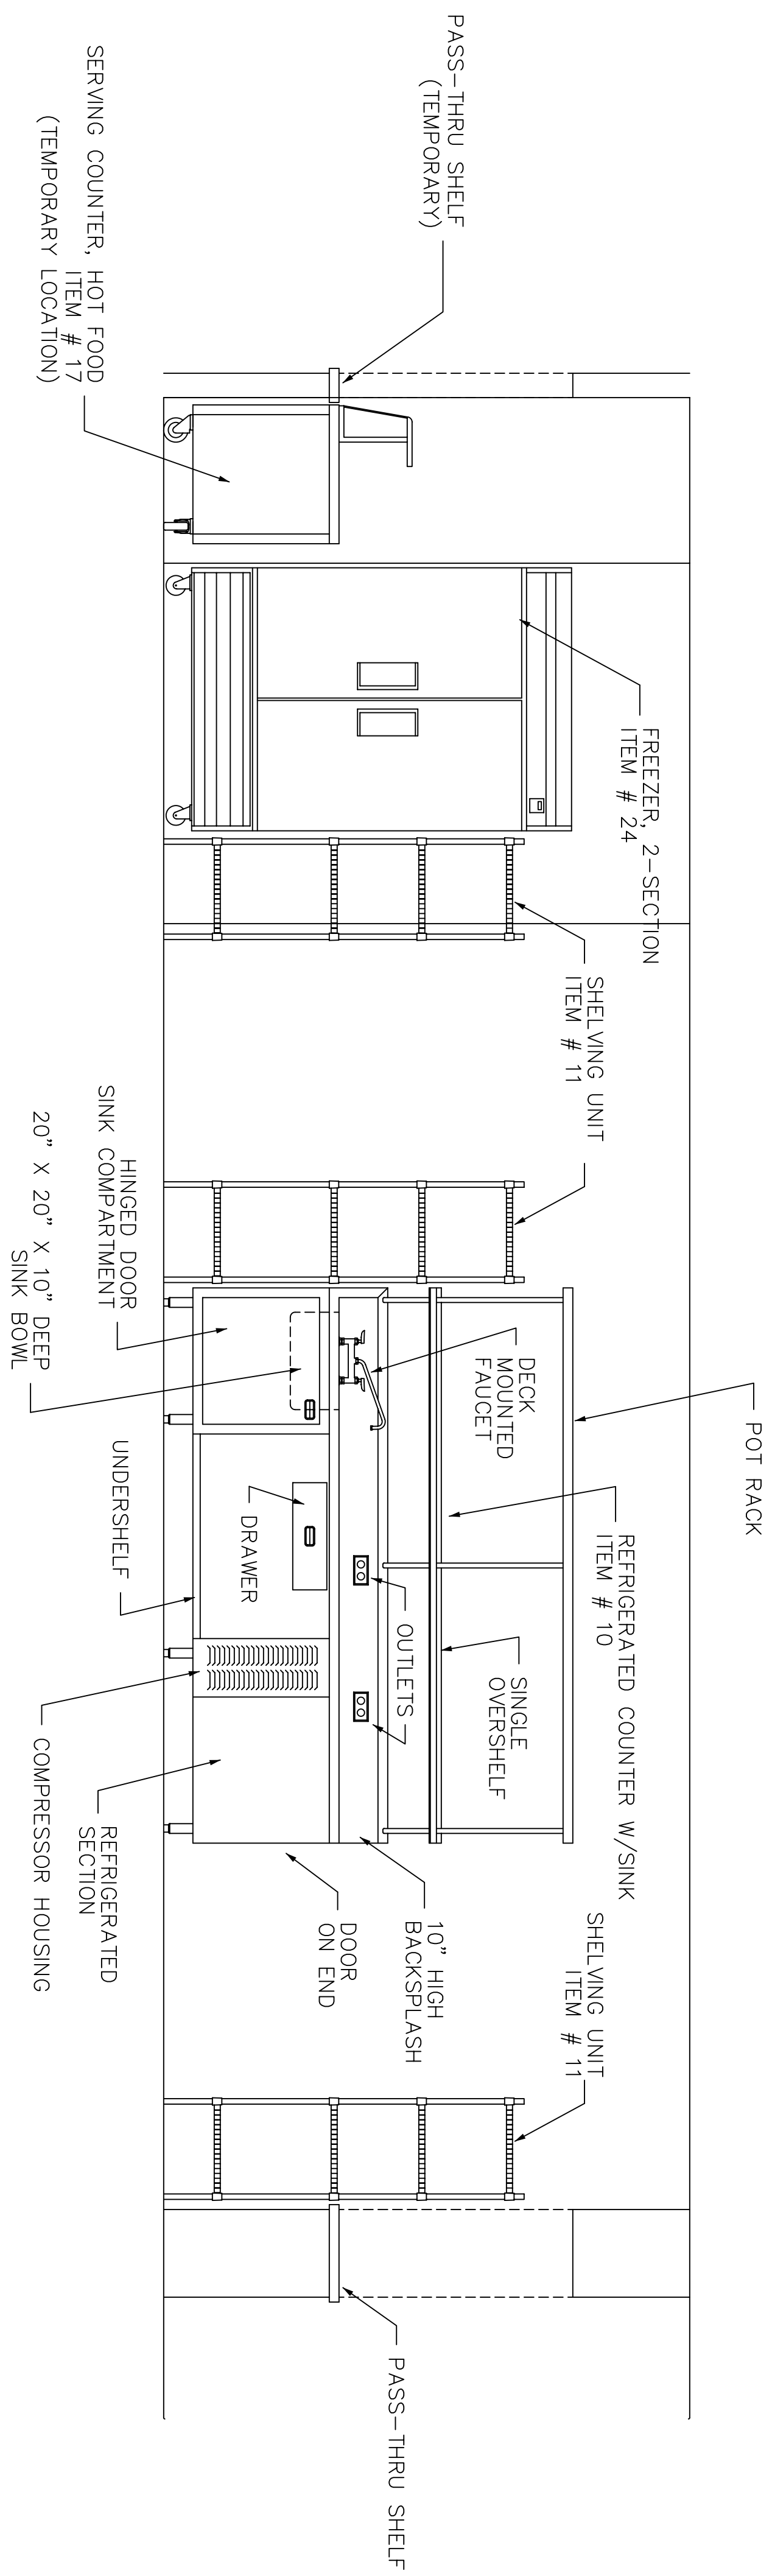 PASS-THRU SHELF
(TEMPORARY)
SERVING COUNTER, HOT FOOD
ITEM # 17
(TEMPORARY LOCATION)
FREEZER, 2-SECTION
ITEM # 24
SHELVING UNIT
ITEM # 11
HINGED DOOR
SINK COMPARTMENT
20” X 20” X 10” DEEP
SINK BOWL
DECK
MOUNTED
FAUCET
POT RACK
REFRIGERATED COUNTER W/SINK
ITEM # 10
UNDERSHELF
DRAWER
OUTLETS
SINGLE
OVERSHELF
COMPRESSOR HOUSING
REFRIGERATED
SECTION
DOOR
ON END
10” HIGH
BACKSPLASH
SHELVING UNIT
ITEM # 11
PASS-THRU SHELF